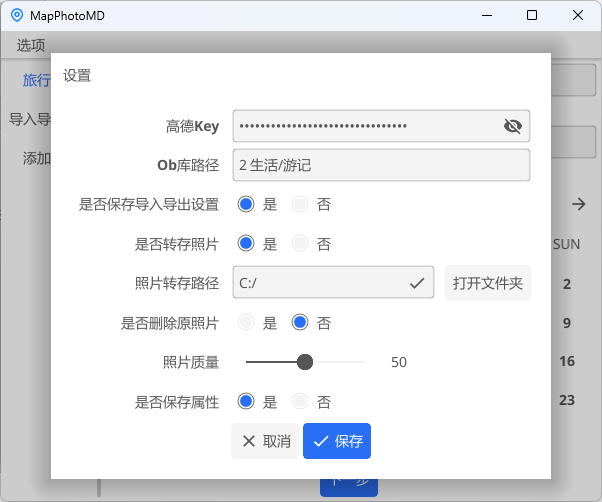 MapPhotoMD
选项
设置
旅行
高德Key ································
导入导
Ob库路径 2 生活/游记
添加
是否保存导入导出设置 是 否
是否转存照片 是 否
SUN
照片转存路径 C:/ 打开文件夹
2
是否删除原照片 是 否
9
照片质量 50
16
是否保存属性 是 否
23
取消 保存
下一步